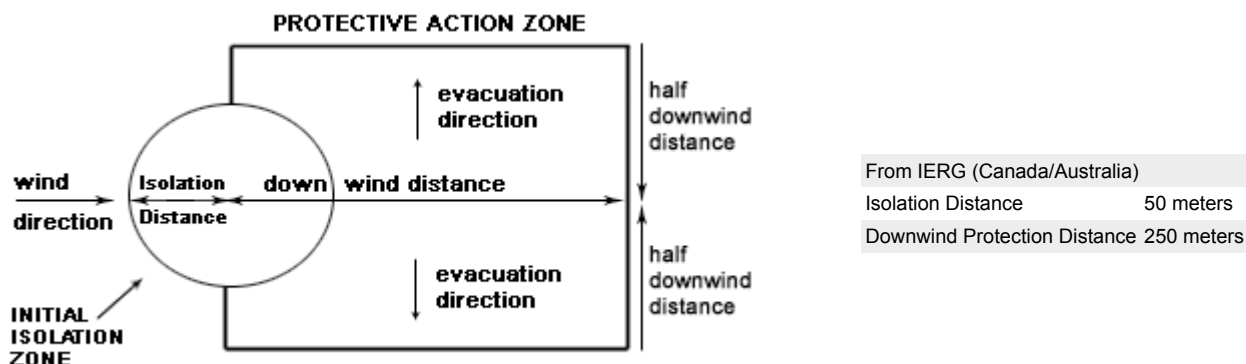 PROTECTIVE ACTION ZONE
evacuation
direction
half
downwind
distance
wind
direction
Isolation
Distance
down wind distance
evacuation
direction
half
downwind
distance
INITIAL
ISOLATION
ZONE
From IERG (Canada/Australia)
Isolation Distance 50 meters
Downwind Protection Distance 250 meters